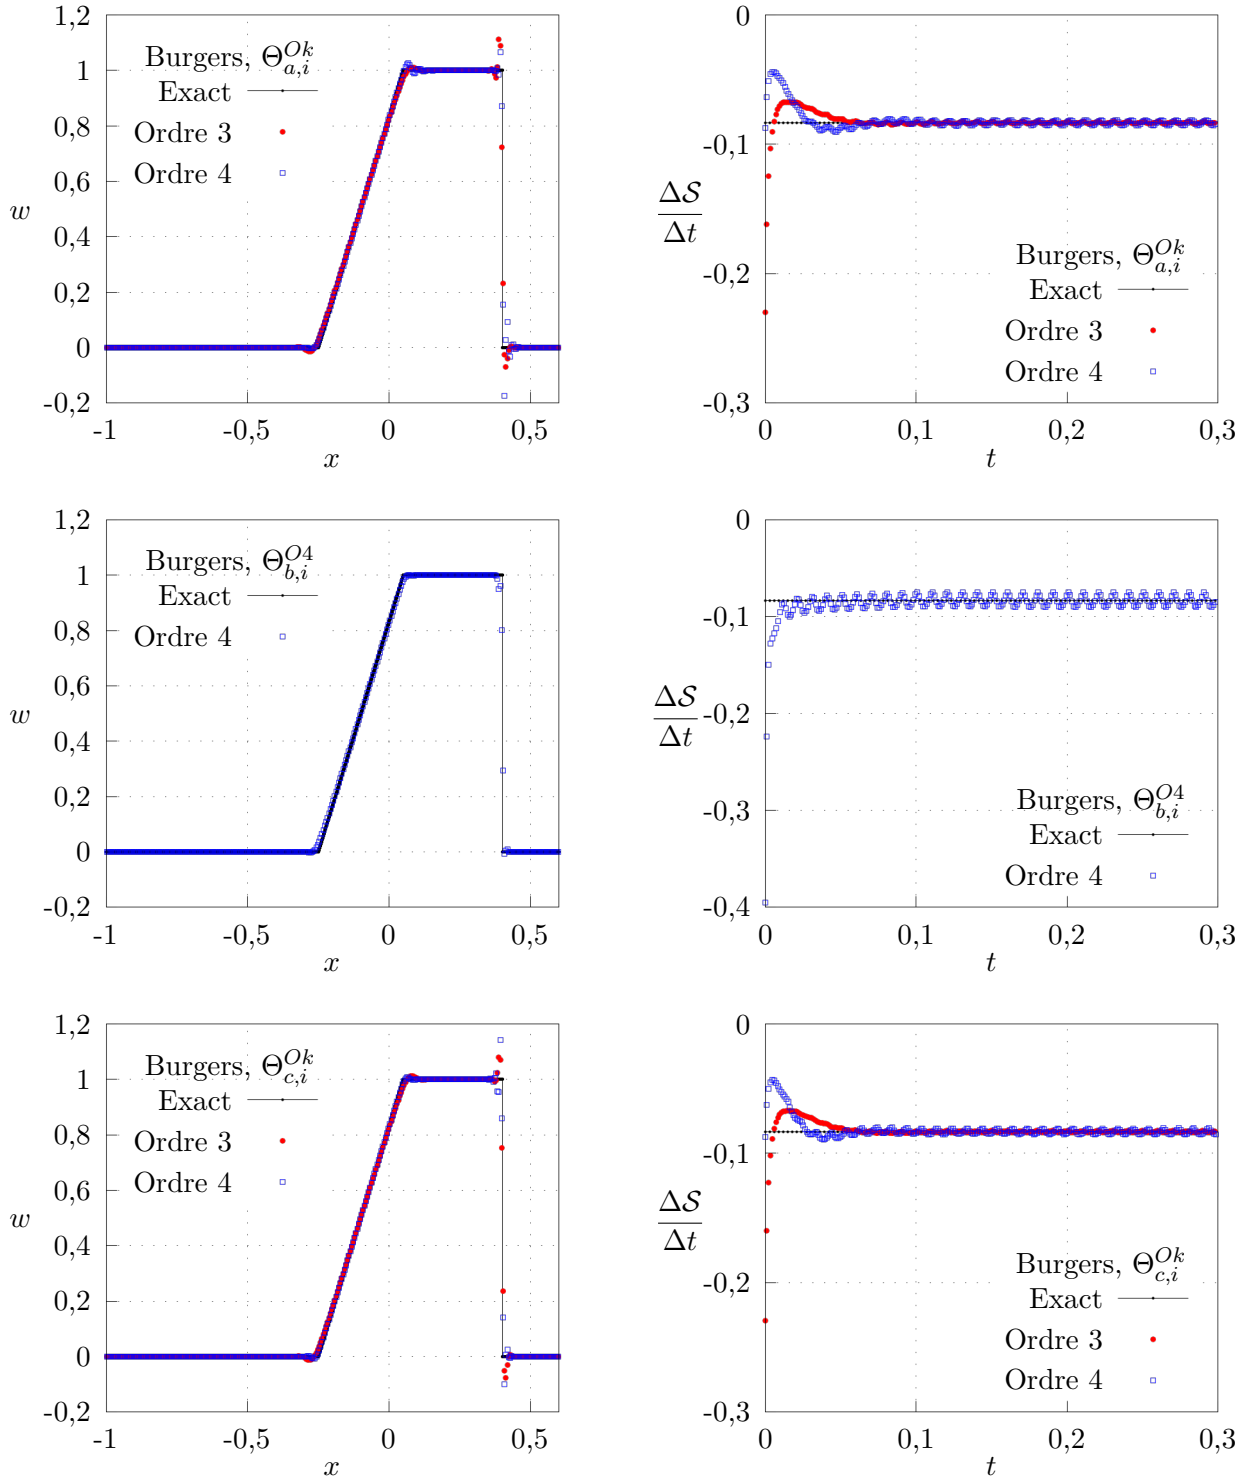 1,2
1
0,8
0,6
0,4
0,2
0
-0,2
w
Burgers, Θ_{a,i}^{Ok}
Exact
Ordre 3
Ordre 4
-1 -0,5 0 0,5
x
0
-0,1
-0,2
-0,3
ΔS
Δt
Burgers, Θ_{a,i}^{Ok}
Exact
Ordre 3
Ordre 4
0 0,1 0,2 0,3
t
1,2
1
0,8
0,6
0,4
0,2
0
-0,2
w
Burgers, Θ_{b,i}^{O4}
Exact
Ordre 4
-1 -0,5 0 0,5
x
0
-0,1
-0,2
-0,3
-0,4
ΔS
Δt
Burgers, Θ_{b,i}^{O4}
Exact
Ordre 4
0 0,1 0,2 0,3
t
1,2
1
0,8
0,6
0,4
0,2
0
-0,2
w
Burgers, Θ_{c,i}^{Ok}
Exact
Ordre 3
Ordre 4
-1 -0,5 0 0,5
x
0
-0,1
-0,2
-0,3
ΔS
Δt
Burgers, Θ_{c,i}^{Ok}
Exact
Ordre 3
Ordre 4
0 0,1 0,2 0,3
t